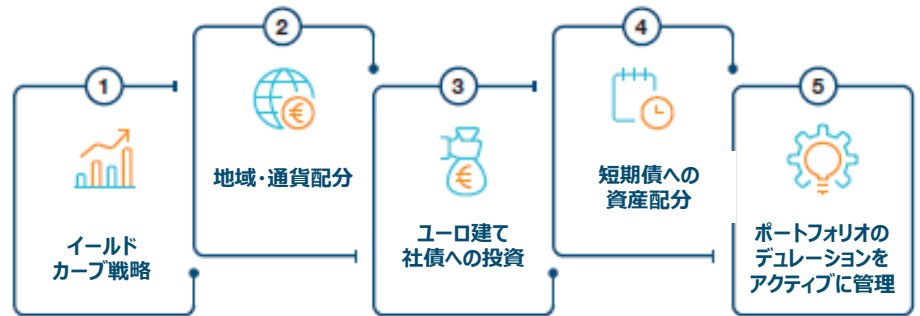 1
イールド
カーブ戦略
2
€
地域・通貨配分
3
€
ユーロ建て
社債への投資
4
短期債への
資産配分
5
ポートフォリオの
デュレーションを
アクティブに管理